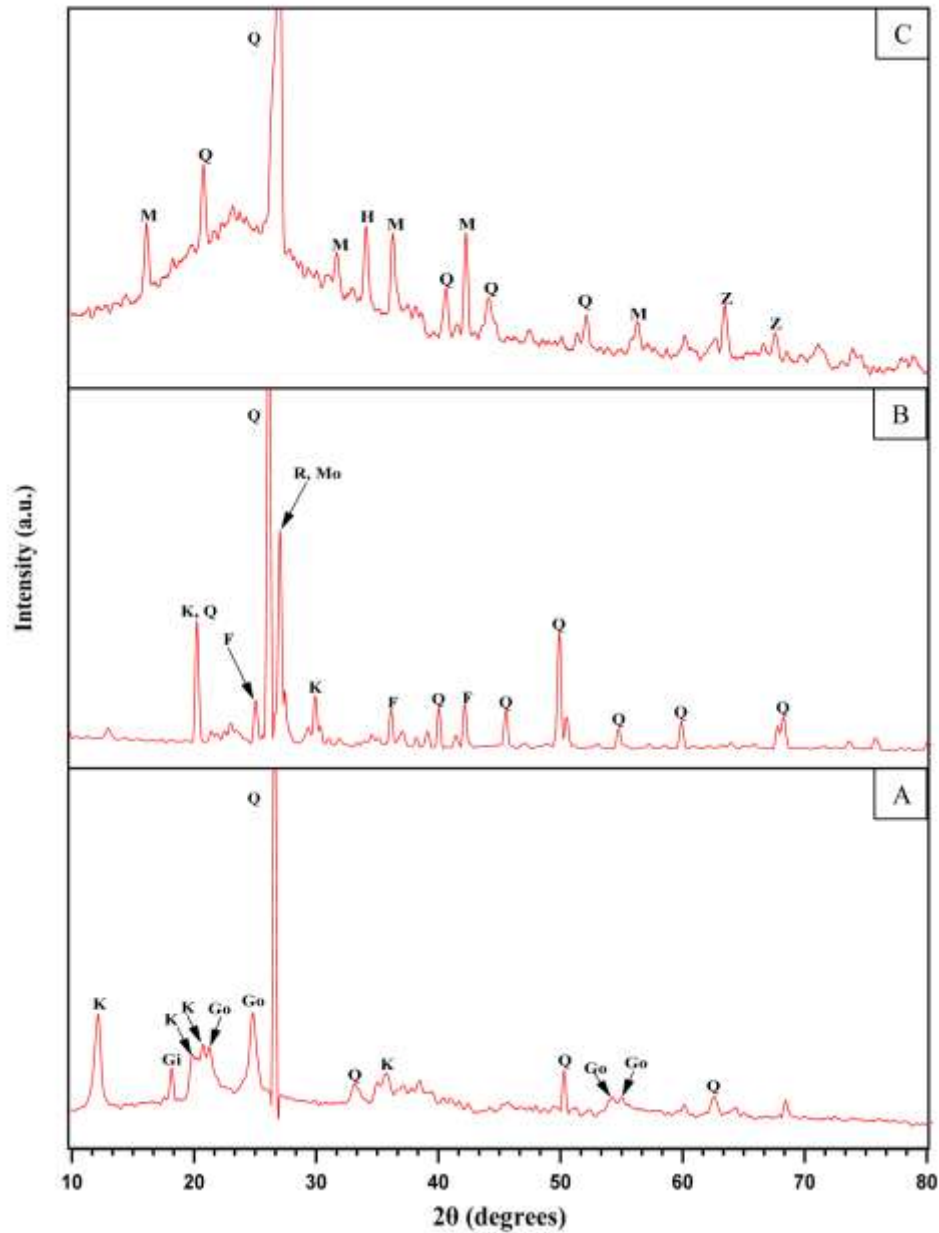 C
Q
Q
M
M
H
M
M
Q
Q
Q
M
Z
Z
B
Q
R, Mo
K, Q
F
K
F
Q
F
Q
Q
Q
Q
Q
A
Q
K
Gi
K
K
Go
Go
Q
K
Q
Go
Go
Q
Intensity (a.u.)
10 20 30 40 50 60 70 80
2θ (degrees)